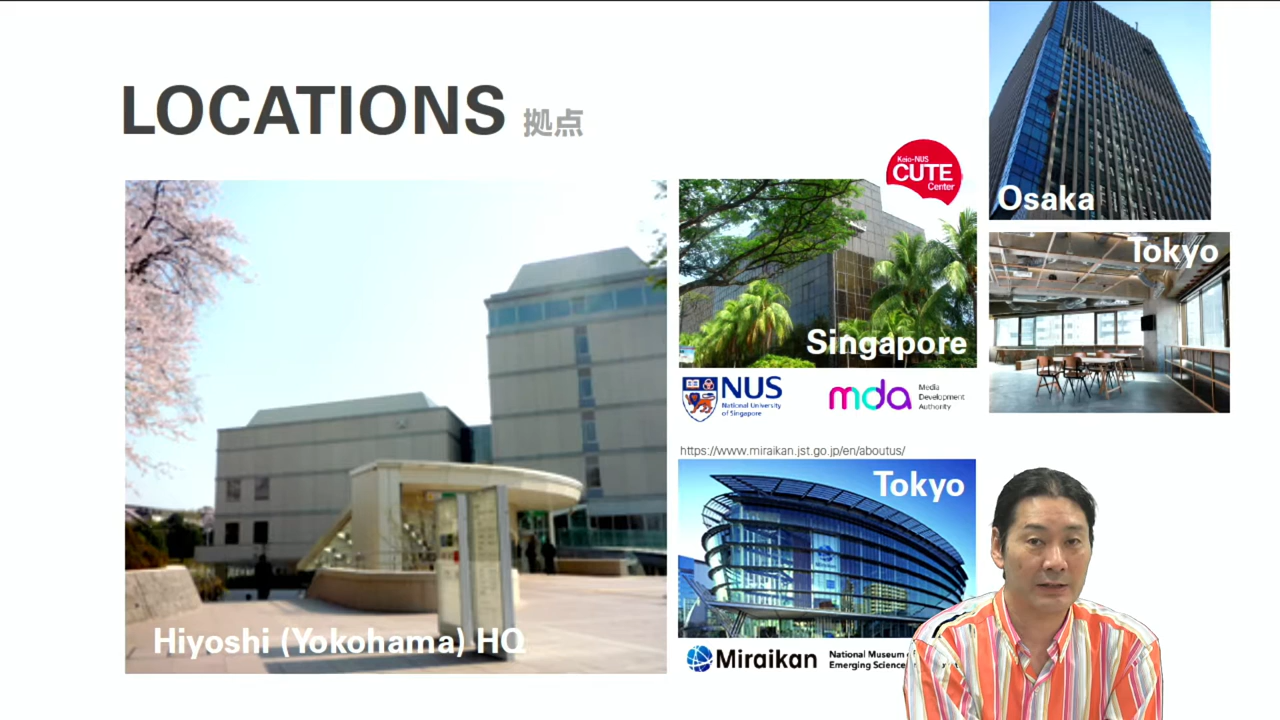 LOCATIONS 拠点
Hiyoshi (Yokohama) HQ
Keio-NUS
CUTE
Center
Singapore
NUS
National University
of Singapore
mda
Media
Development
Authority
https://www.miraikan.jst.go.jp/en/aboutus/
Tokyo
Miraikan
National Museum
Emerging Science
Osaka
Tokyo